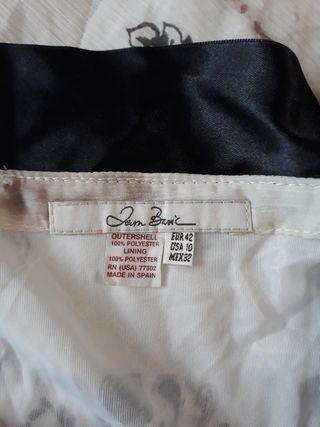 OUTERSHELL
100% POLYESTER
LINING
100% POLYESTER
RN (USA) 77302
MADE IN SPAIN
EUR 42
USA 10
MEX 32